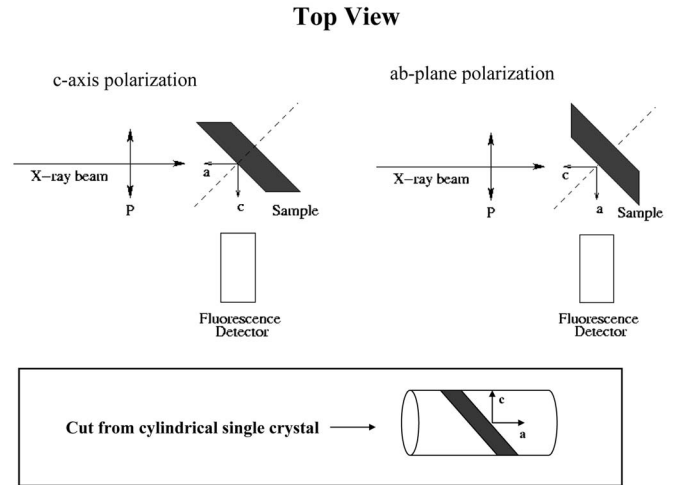 Top View
c-axis polarization
ab-plane polarization
X-ray beam
P
a
c
Sample
Fluorescence
Detector
X-ray beam
P
c
a
Sample
Fluorescence
Detector
Cut from cylindrical single crystal
c
a